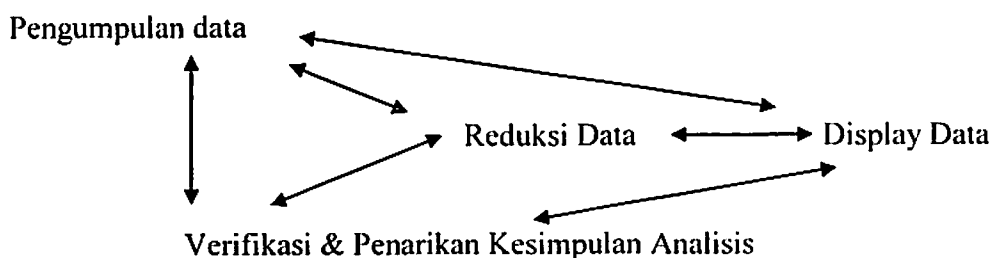 Pengumpulan data
Reduksi Data
Display Data
Verifikasi & Penarikan Kesimpulan Analisis